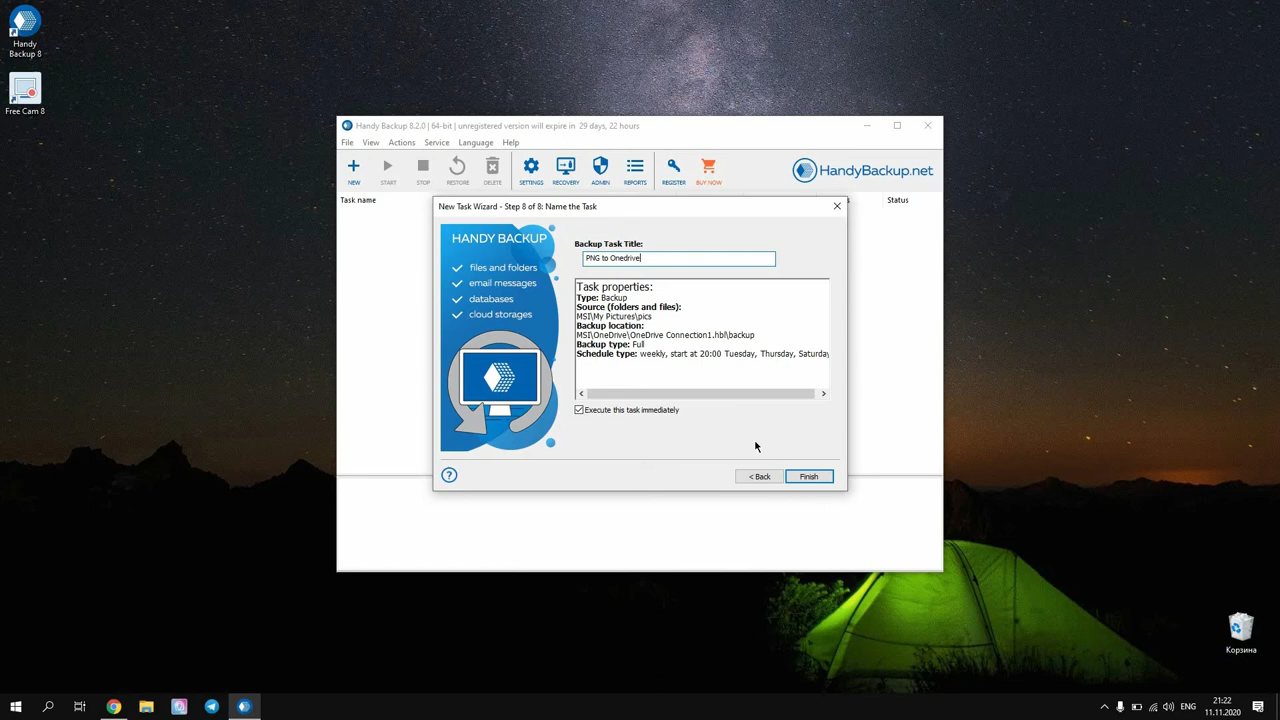 Handy
Backup 8
Free Cam 8
Handy Backup 8.2.0 | 64-bit | unregistered version will expire in 29 days, 22 hours
File View Actions Service Language Help
NEW START STOP RESTORE DELETE SETTINGS RECOVERY ADMIN REPORTS REGISTER BUY NOW
HandyBackup.net
Task name Status
New Task Wizard - Step 8 of 8: Name the Task
HANDY BACKUP
files and folders
email messages
databases
cloud storages
Backup Task Title:
PNG to Onedrive
Task properties:
Type: Backup
Source (folders and files):
MSI\My Pictures\pics
Backup location:
MSI\OneDrive\OneDrive Connection1.hbl\backup
Backup type: Full
Schedule type: weekly, start at 20:00 Tuesday, Thursday, Saturday
Execute this task immediately
?
< Back Finish
Корзина
ENG
21:22
11.11.2020